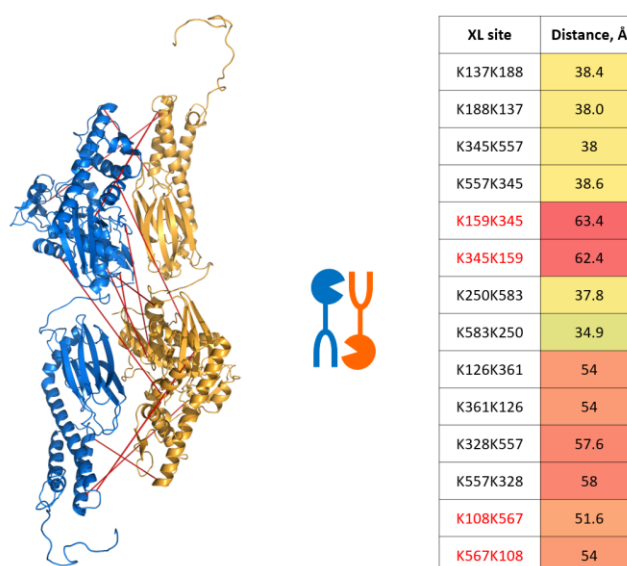 XL site Distance, Å
K137K188 38.4
K188K137 38.0
K345K557 38
K557K345 38.6
K159K345 63.4
K345K159 62.4
K250K583 37.8
K583K250 34.9
K126K361 54
K361K126 54
K328K557 57.6
K557K328 58
K108K567 51.6
K567K108 54